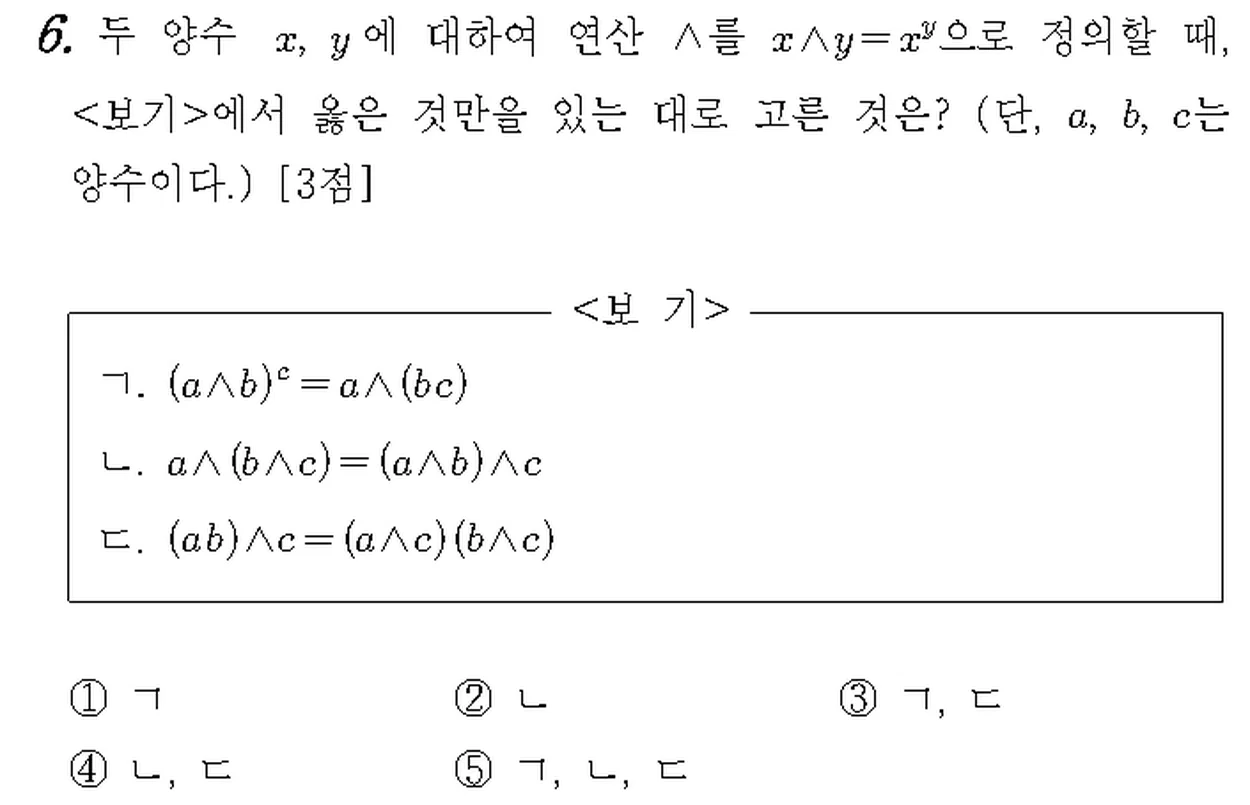 6. 두 양수 x, y에 대하여 연산 ∧를 x∧y=x^y으로 정의할 때,
<보기>에서 옳은 것만을 있는 대로 고른 것은? (단, a, b, c는
양수이다.) [3점]
<보 기>
ㄱ. (a∧b)^c=a∧(bc)
ㄴ. a∧(b∧c)=(a∧b)∧c
ㄷ. (ab)∧c=(a∧c)(b∧c)
① ㄱ ② ㄴ ③ ㄱ, ㄷ
④ ㄴ, ㄷ ⑤ ㄱ, ㄴ, ㄷ